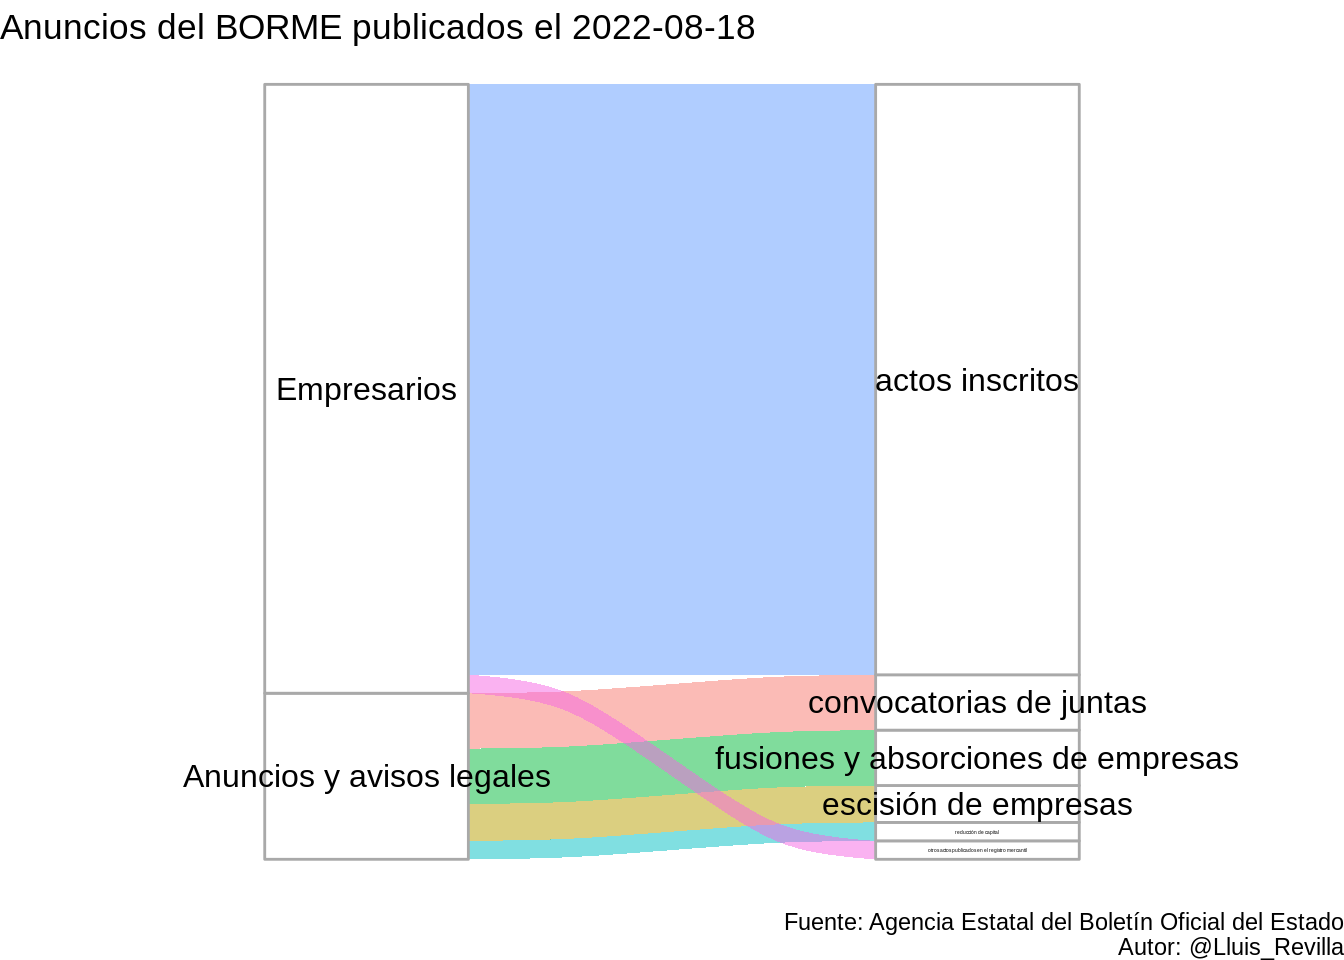 Anuncios del BORME publicados el 2022-08-18
Empresarios
actos inscritos
convocatorias de juntas
fusiones y absorciones de empresas
Anuncios y avisos legales
escisión de empresas
reducción de capital
otros actos publicados en el registro mercantil
Fuente: Agencia Estatal del Boletín Oficial del Estado
Autor: @Lluis_Revilla